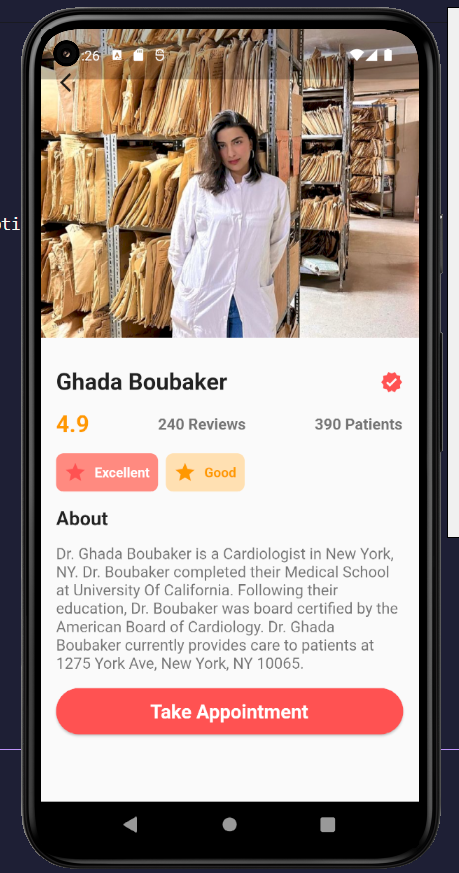 :26
Ghada Boubaker
4.9
240 Reviews
390 Patients
Excellent
Good
About
Dr. Ghada Boubaker is a Cardiologist in New York,
NY. Dr. Boubaker completed their Medical School
at University Of California. Following their
education, Dr. Boubaker was board certified by the
American Board of Cardiology. Dr. Ghada
Boubaker currently provides care to patients at
1275 York Ave, New York, NY 10065.
Take Appointment